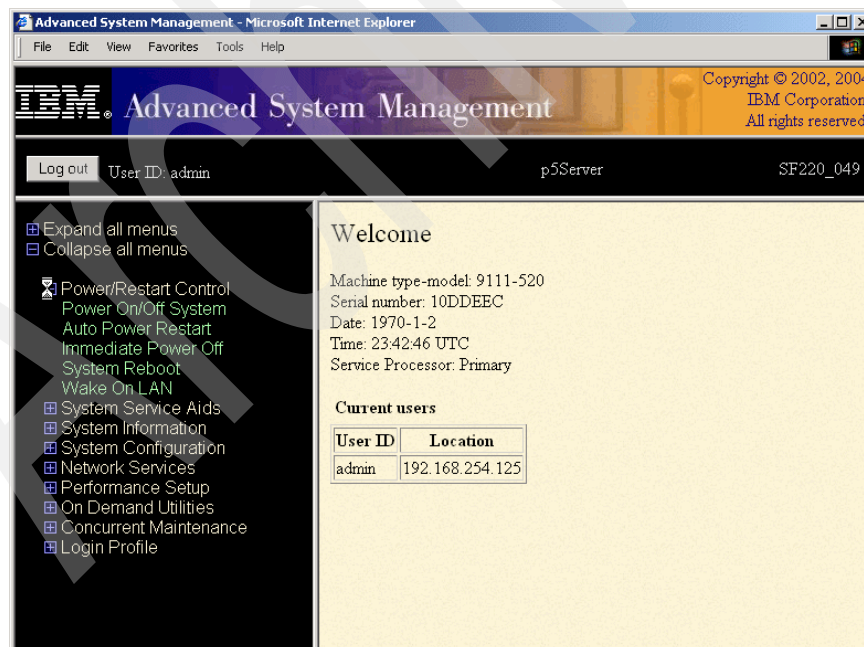 Advanced System Management - Microsoft Internet Explorer
File Edit View Favorites Tools Help
IBM® Advanced System Management
Copyright © 2002, 2004
IBM Corporation
All rights reserved
Log out User ID: admin p5Server SF220_049
Expand all menus
Collapse all menus
Power/Restart Control
Power On/Off System
Auto Power Restart
Immediate Power Off
System Reboot
Wake On LAN
System Service Aids
System Information
System Configuration
Network Services
Performance Setup
On Demand Utilities
Concurrent Maintenance
Login Profile
Welcome
Machine type-model: 9111-520
Serial number: 10DDEEC
Date: 1970-1-2
Time: 23:42:46 UTC
Service Processor: Primary
Current users
User ID Location
admin 192.168.254.125